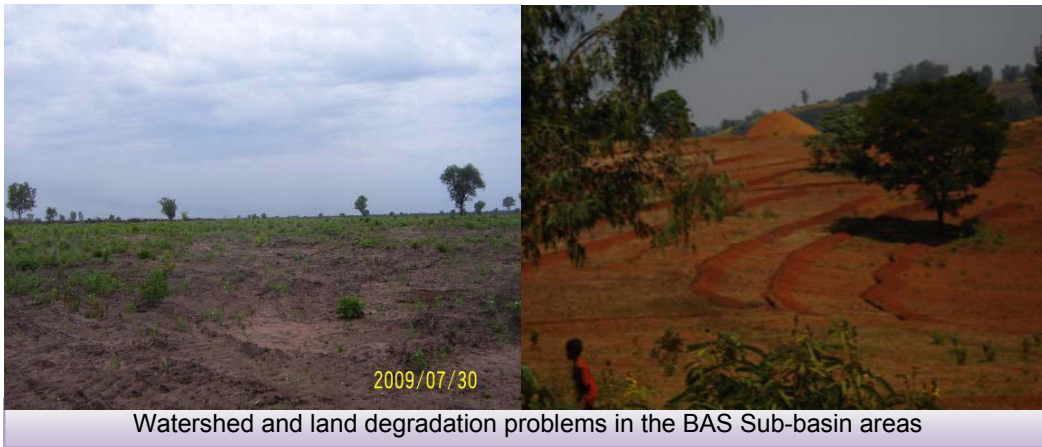 2009/07/30
Watershed and land degradation problems in the BAS Sub-basin areas